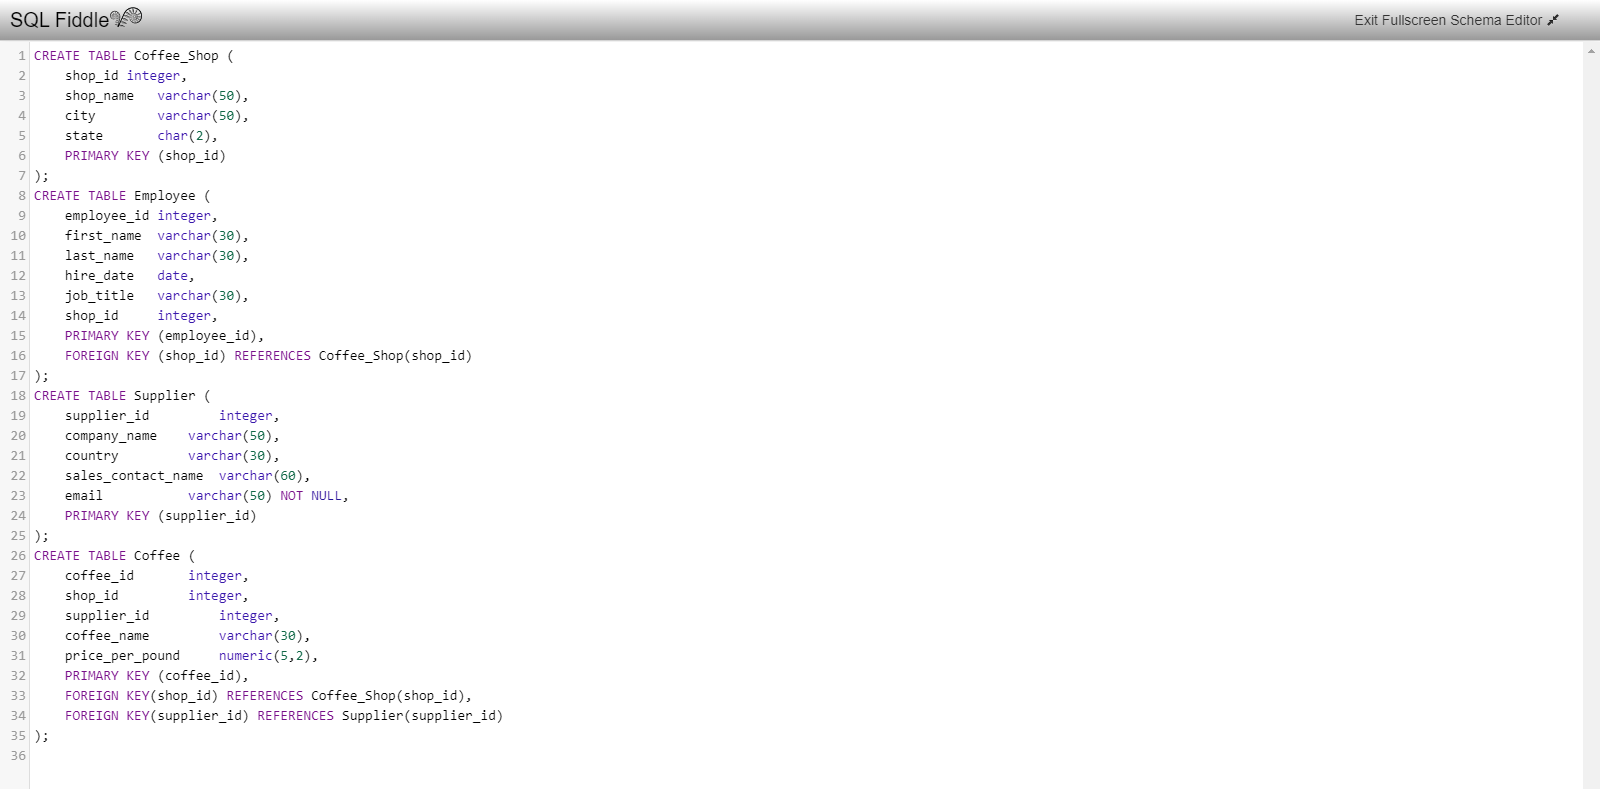 SQL Fiddle
Exit Fullscreen Schema Editor
1 CREATE TABLE Coffee_Shop (
2     shop_id integer,
3     shop_name   varchar(50),
4     city        varchar(50),
5     state       char(2),
6     PRIMARY KEY (shop_id)
7 );
8 CREATE TABLE Employee (
9     employee_id integer,
10     first_name  varchar(30),
11     last_name   varchar(30),
12     hire_date   date,
13     job_title   varchar(30),
14     shop_id     integer,
15     PRIMARY KEY (employee_id),
16     FOREIGN KEY (shop_id) REFERENCES Coffee_Shop(shop_id)
17 );
18 CREATE TABLE Supplier (
19     supplier_id         integer,
20     company_name    varchar(50),
21     country         varchar(30),
22     sales_contact_name  varchar(60),
23     email           varchar(50) NOT NULL,
24     PRIMARY KEY (supplier_id)
25 );
26 CREATE TABLE Coffee (
27     coffee_id       integer,
28     shop_id         integer,
29     supplier_id         integer,
30     coffee_name         varchar(30),
31     price_per_pound     numeric(5,2),
32     PRIMARY KEY (coffee_id),
33     FOREIGN KEY(shop_id) REFERENCES Coffee_Shop(shop_id),
34     FOREIGN KEY(supplier_id) REFERENCES Supplier(supplier_id)
35 );
36